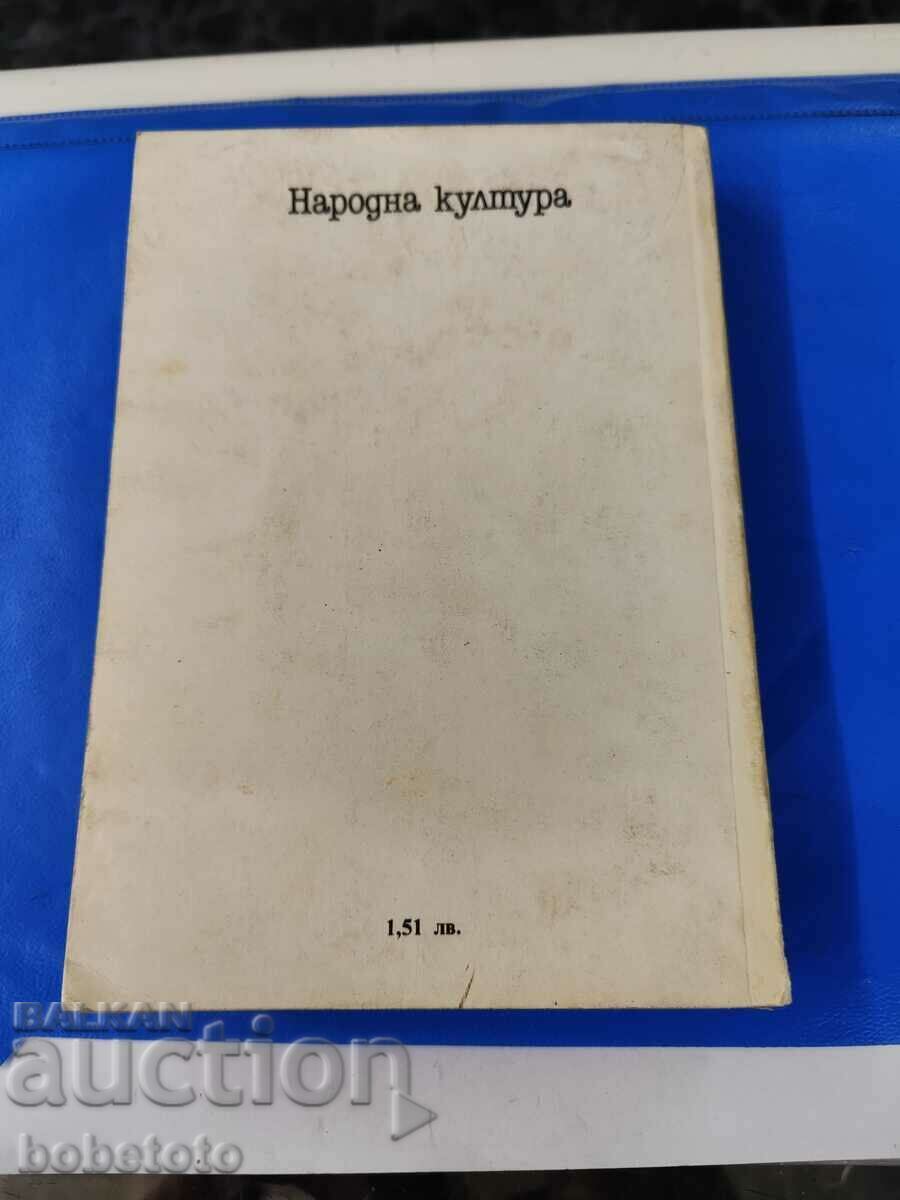 Народна култура
1,51 лв.
BALKAN
auction
bobetoto